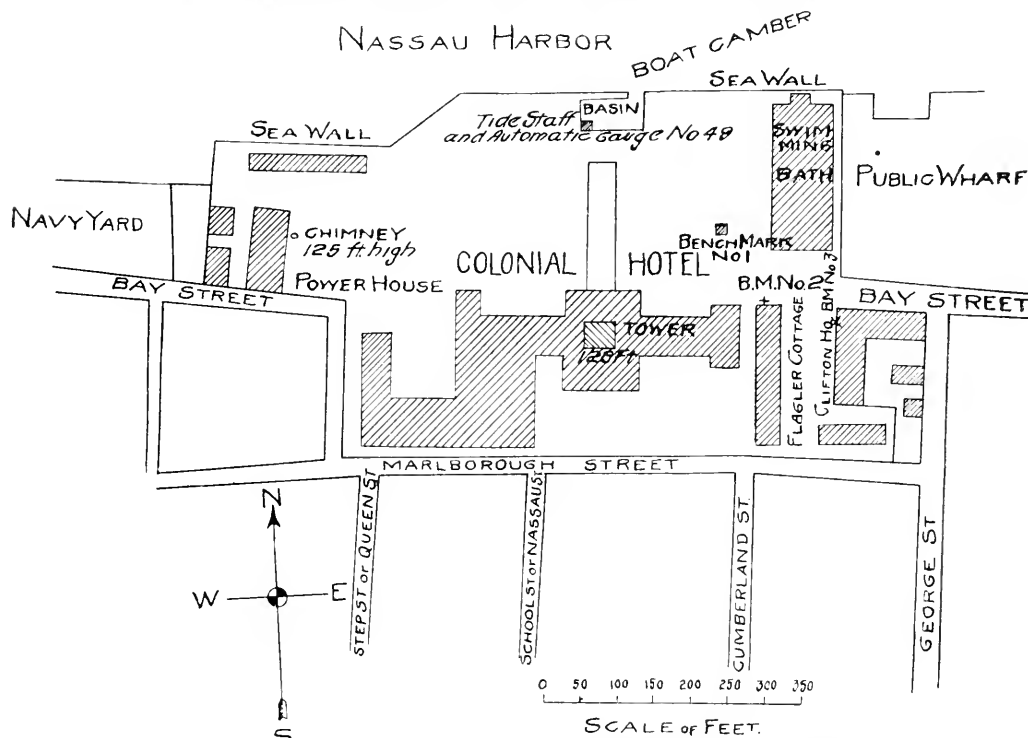 NASSAU HARBOR
BOAT CAMBER
SEA WALL
BASIN
Tide Staff
and Automatic Gauge No 49
SEA WALL
SWIM
MING
BATH
PUBLIC WHARF
NAVY YARD
CHIMNEY
125 ft. high
BENCH MARK
No 1
COLONIAL HOTEL
POWER HOUSE
B.M. No. 2
BAY STREET
BAY STREET
TOWER
128 Ft
FLAGLER COTTAGE
CLIFTON HO. B.M. No 3
MARLBOROUGH STREET
N
W
E
S
STEP ST or QUEEN ST
SCHOOL ST or NASSAU ST
CUMBERLAND ST.
GEORGE ST
0 50 100 150 200 250 300 350
SCALE OF FEET.